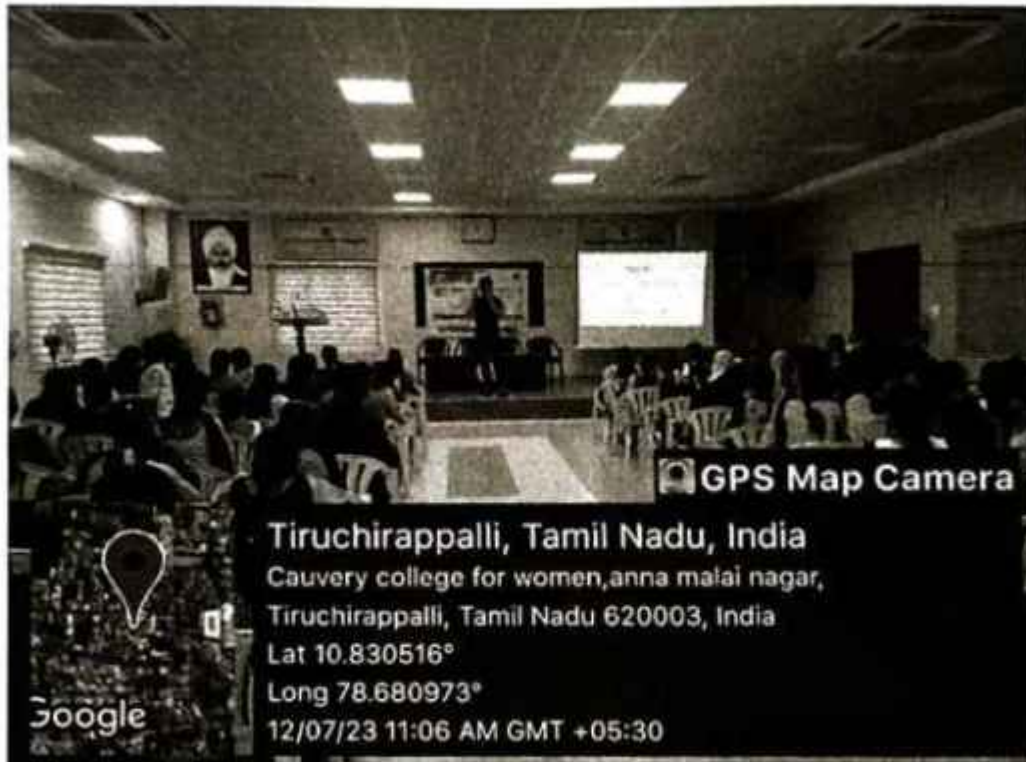 GPS Map Camera
Tiruchirappalli, Tamil Nadu, India
Cauvery college for women,anna malai nagar,
Tiruchirappalli, Tamil Nadu 620003, India
Lat 10.830516°
Long 78.680973°
12/07/23 11:06 AM GMT +05:30
Google